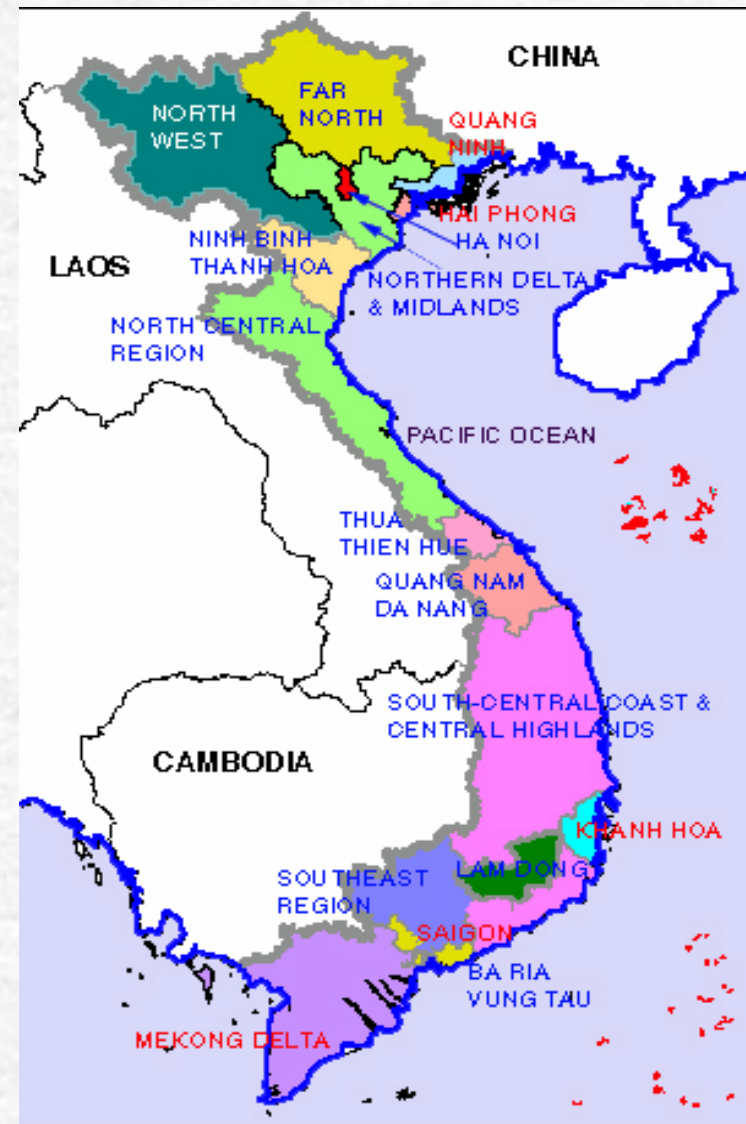 CHINA
FAR
NORTH
NORTH
WEST
QUANG
NINH
HAI PHONG
HA NOI
NINH BINH
THANH HOA
LAOS
NORTHERN DELTA
& MIDLANDS
NORTH CENTRAL
REGION
PACIFIC OCEAN
THUA
THIEN HUE
QUANG NAM
DA NANG
SOUTH-CENTRAL COAST &
CENTRAL HIGHLANDS
CAMBODIA
KHANH HOA
LAM DONG
SOUTHEAST
REGION
SAIGON
BA RIA
VUNG TAU
MEKONG DELTA